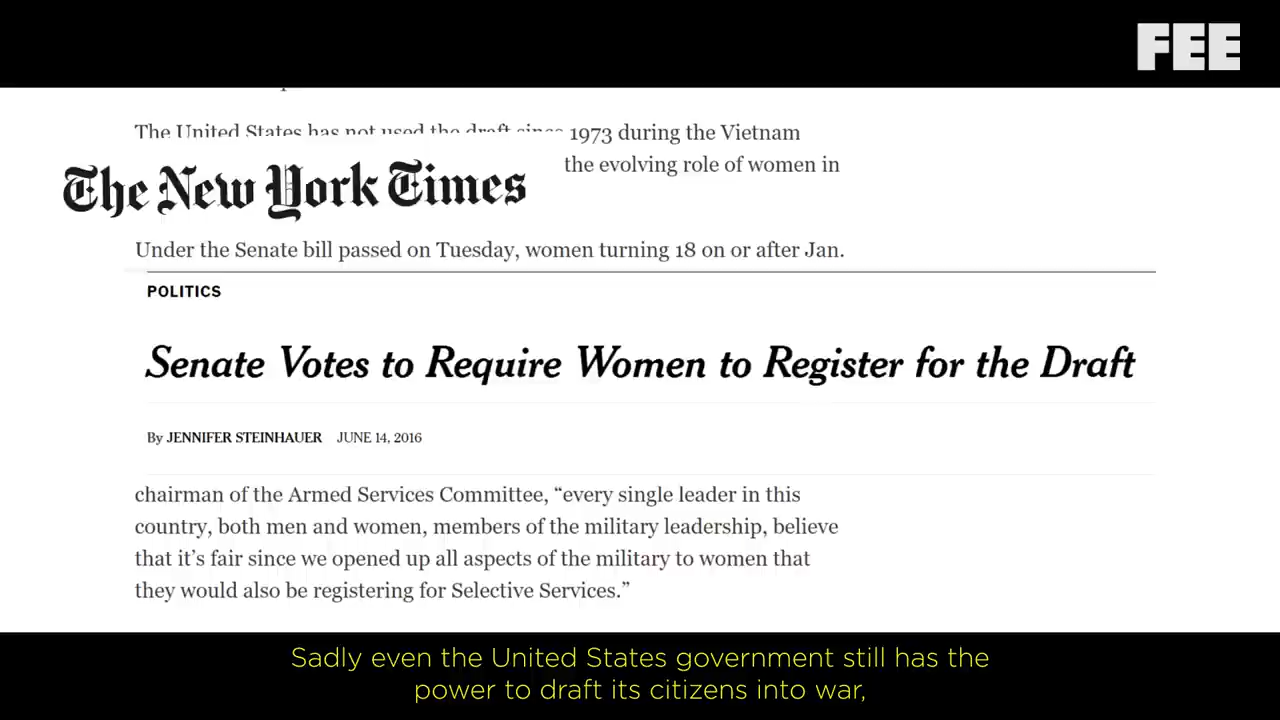 FEE
The United States has not used the draft since 1973 during the Vietnam
the evolving role of women in
The New York Times
Under the Senate bill passed on Tuesday, women turning 18 on or after Jan.
POLITICS
Senate Votes to Require Women to Register for the Draft
By JENNIFER STEINHAUER JUNE 14, 2016
chairman of the Armed Services Committee, “every single leader in this
country, both men and women, members of the military leadership, believe
that it’s fair since we opened up all aspects of the military to women that
they would also be registering for Selective Services.”
Sadly even the United States government still has the
power to draft its citizens into war,